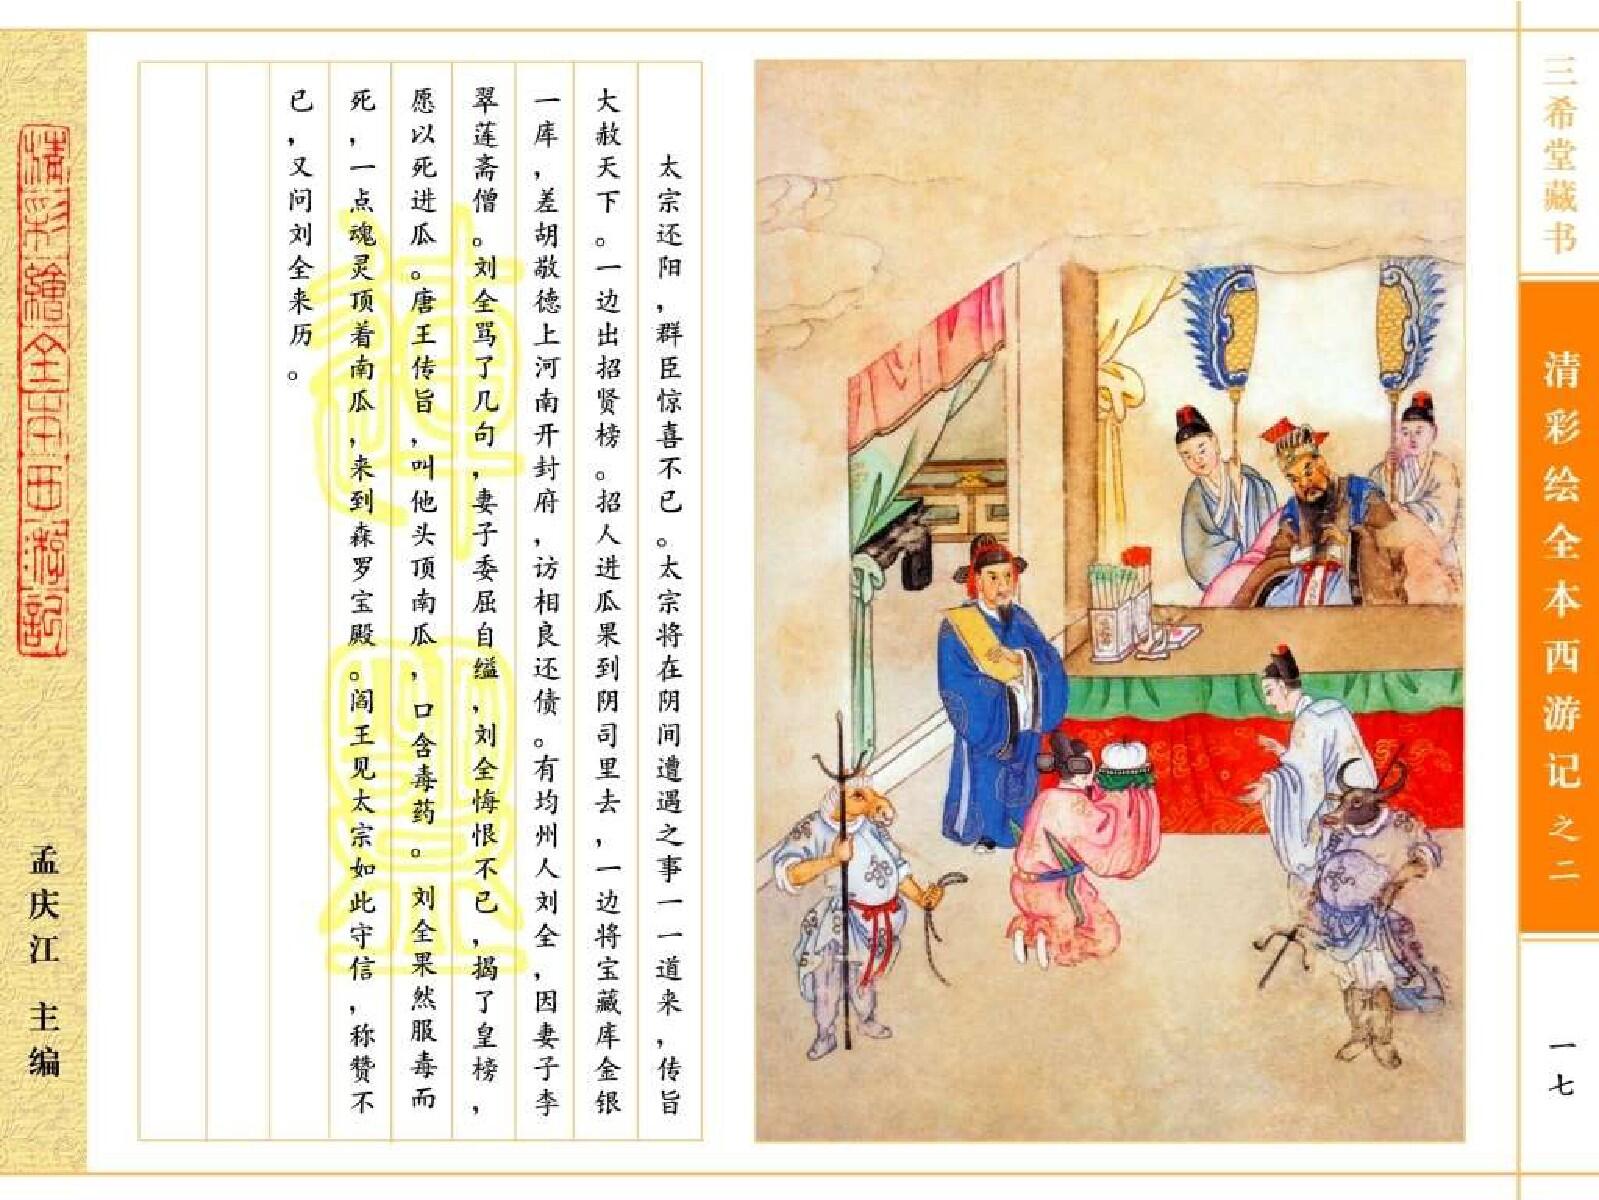 三希堂藏书
清彩绘全本西游记之二
一七
太宗还阳，群臣惊喜不已。太宗将在阴间遭遇之事一一道来，传旨
大赦天下。一边出招贤榜。招人进瓜果到阴司里去，一边将宝藏库金银
一库，差胡敬德上河南开封府，访相良还债。有均州人刘全，因妻子李
翠莲斋僧。刘全骂了几句，妻子委屈自缢，刘全悔恨不已，揭了皇榜，
愿以死进瓜。唐王传旨，叫他头顶南瓜，口含毒药。刘全果然服毒而
死，一点魂灵顶着南瓜，来到森罗宝殿。阎王见太宗如此守信，称赞不
已，又问刘全来历。
清彩繪全本西游記
孟庆江 主编